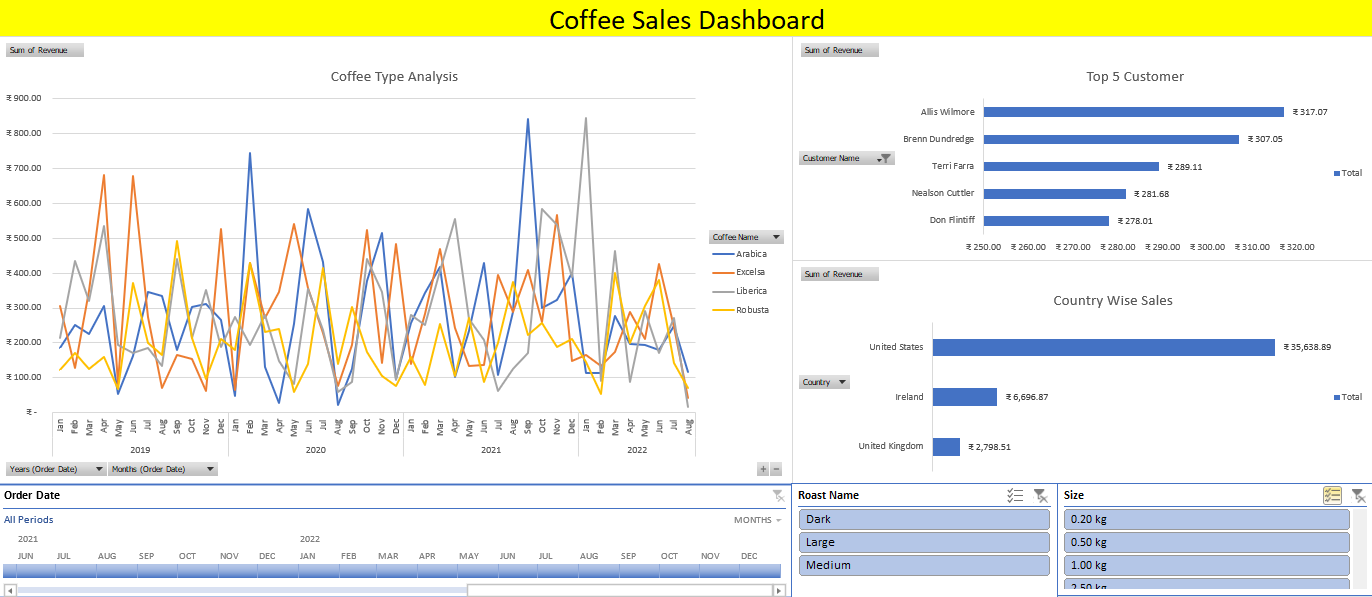 Coffee Sales Dashboard
Sum of Revenue
Coffee Type Analysis
₹ 900.00
₹ 800.00
₹ 700.00
₹ 600.00
₹ 500.00
₹ 400.00
₹ 300.00
₹ 200.00
₹ 100.00
₹ -
Jan Feb Mar Apr May Jun Jul Aug Sep Oct Nov Dec Jan Feb Mar Apr May Jun Jul Aug Sep Oct Nov Dec Jan Feb Mar Apr May Jun Jul Aug Sep Oct Nov Dec Jan Feb Mar Apr May Jun Jul Aug
2019 2020 2021 2022
Coffee Name
Arabica
Excelsa
Liberica
Robusta
Years (Order Date) Months (Order Date)
+ −
Sum of Revenue
Top 5 Customer
Customer Name
Allis Wilmore ₹ 317.07
Brenn Dundredge ₹ 307.05
Terri Farra ₹ 289.11
Nealson Cuttler ₹ 281.68
Don Flintiff ₹ 278.01
₹ 250.00 ₹ 260.00 ₹ 270.00 ₹ 280.00 ₹ 290.00 ₹ 300.00 ₹ 310.00 ₹ 320.00
Total
Sum of Revenue
Country Wise Sales
Country
United States ₹ 35,638.89
Ireland ₹ 6,696.87
United Kingdom ₹ 2,798.51
Total
Order Date
All Periods MONTHS
2021 2022
JUN JUL AUG SEP OCT NOV DEC JAN FEB MAR APR MAY JUN JUL AUG SEP OCT NOV DEC
Roast Name
Dark
Large
Medium
Size
0.20 kg
0.50 kg
1.00 kg
2.50 kg